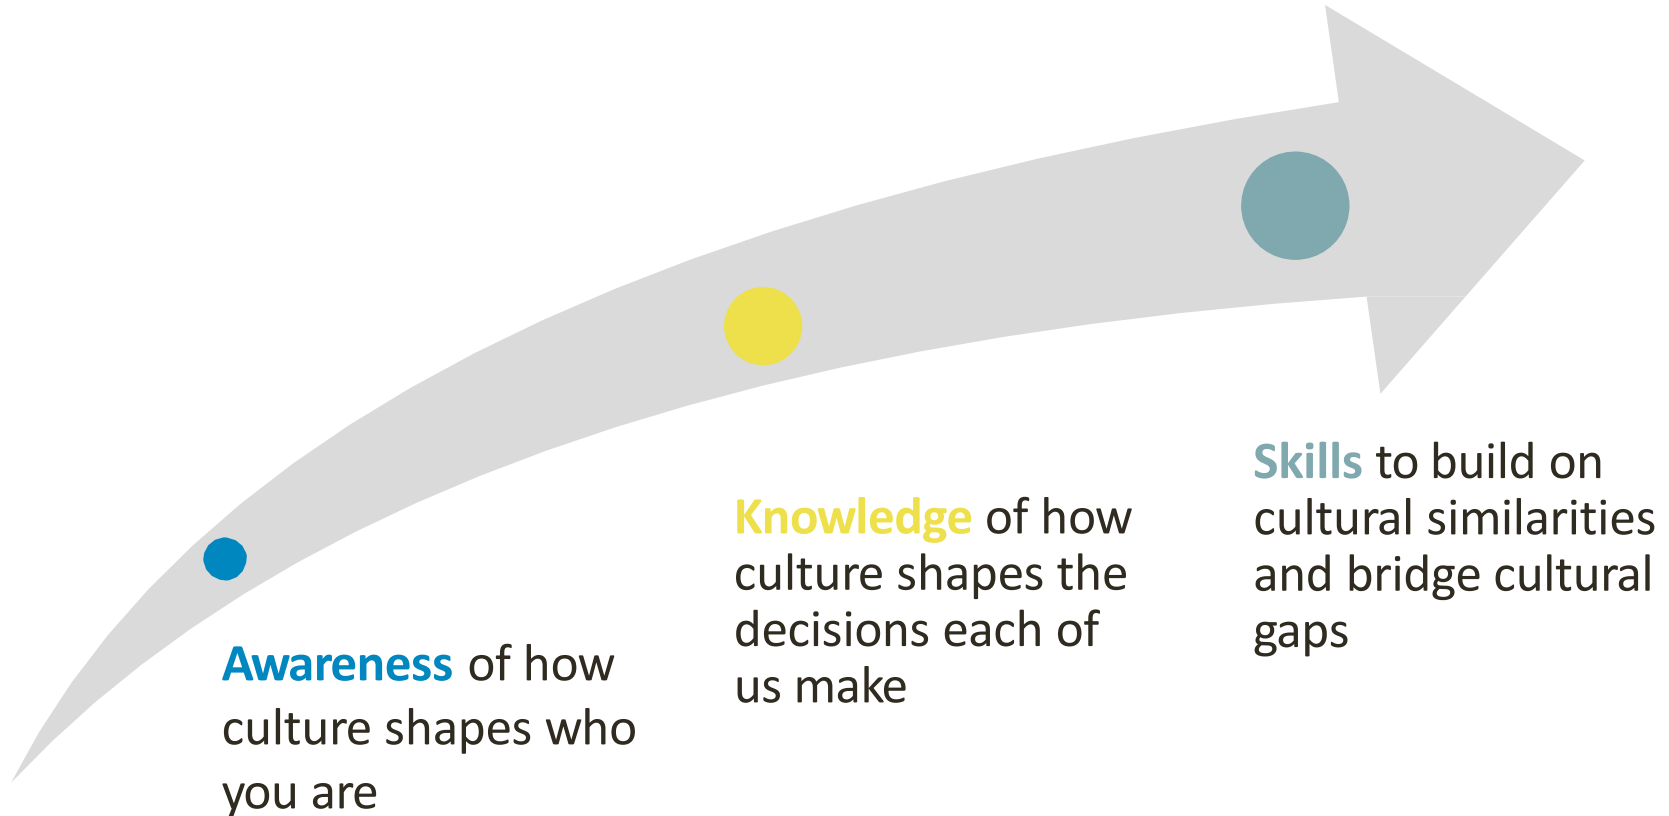 Awareness of how
culture shapes who
you are
Knowledge of how
culture shapes the
decisions each of
us make
Skills to build on
cultural similarities
and bridge cultural
gaps